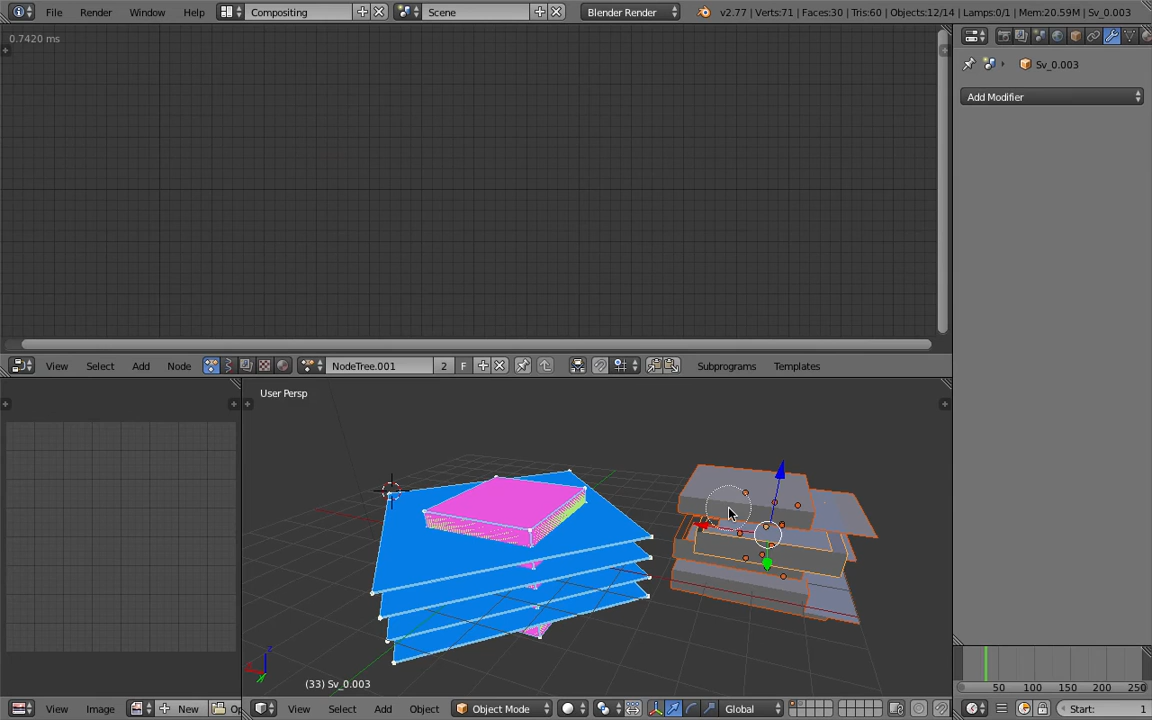 File Render Window Help Compositing Scene Blender Render v2.77 | Verts:71 | Faces:30 | Tris:60 | Objects:12/14 | Lamps:0/1 | Mem:20.59M | Sv_0.003
0.7420 ms
Sv_0.003
Add Modifier
View Select Add Node NodeTree.001 2 F Subprograms Templates
User Persp
(33) Sv_0.003
50 100 150 200 250
View Image New Op View Select Add Object Object Mode Global Start: 1